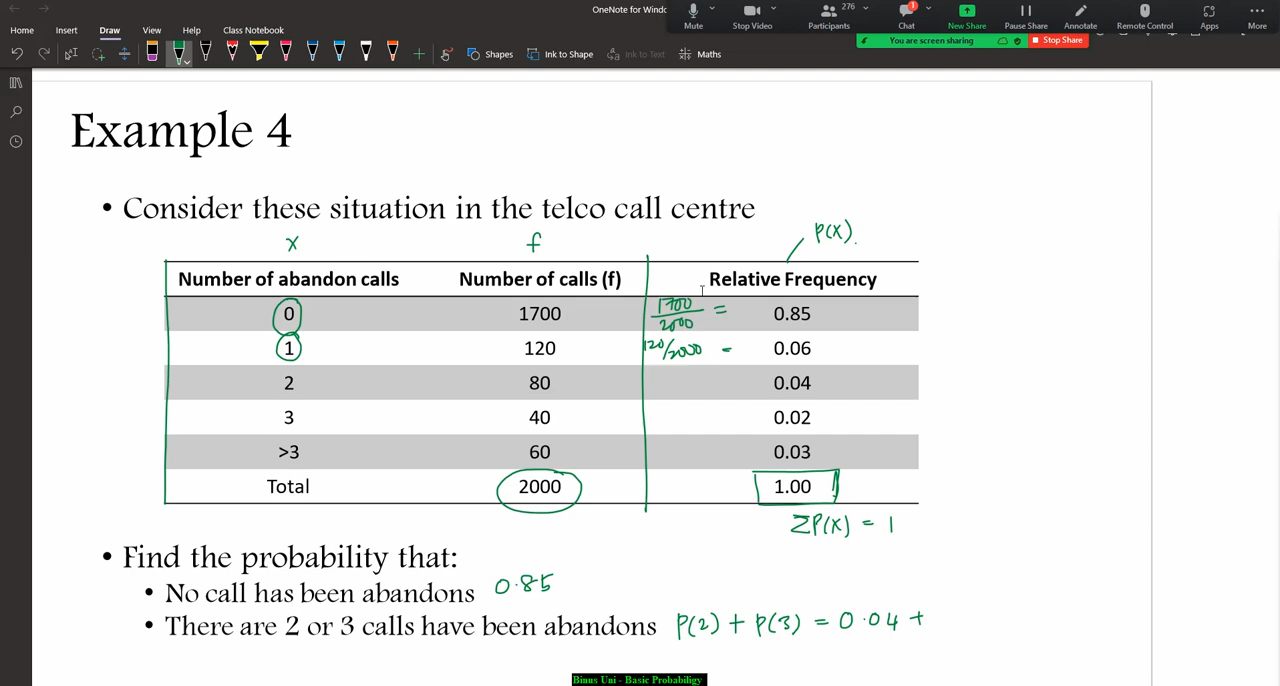 OneNote for Windo
Mute Stop Video 276 Participants 1 Chat New Share Pause Share Annotate Remote Control Apps More
Home Insert Draw View Help Class Notebook
You are screen sharing Stop Share
Shapes Ink to Shape Ink to Text Maths
Example 4
• Consider these situation in the telco call centre
x f P(x).
Number of abandon calls Number of calls (f) Relative Frequency
0 1700 1700/2000 = 0.85
1 120 120/2000 = 0.06
2 80 0.04
3 40 0.02
>3 60 0.03
Total 2000 1.00
ΣP(x) = 1
• Find the probability that:
• No call has been abandons 0.85
• There are 2 or 3 calls have been abandons P(2) + P(3) = 0.04 +
Binus Uni - Basic Probability